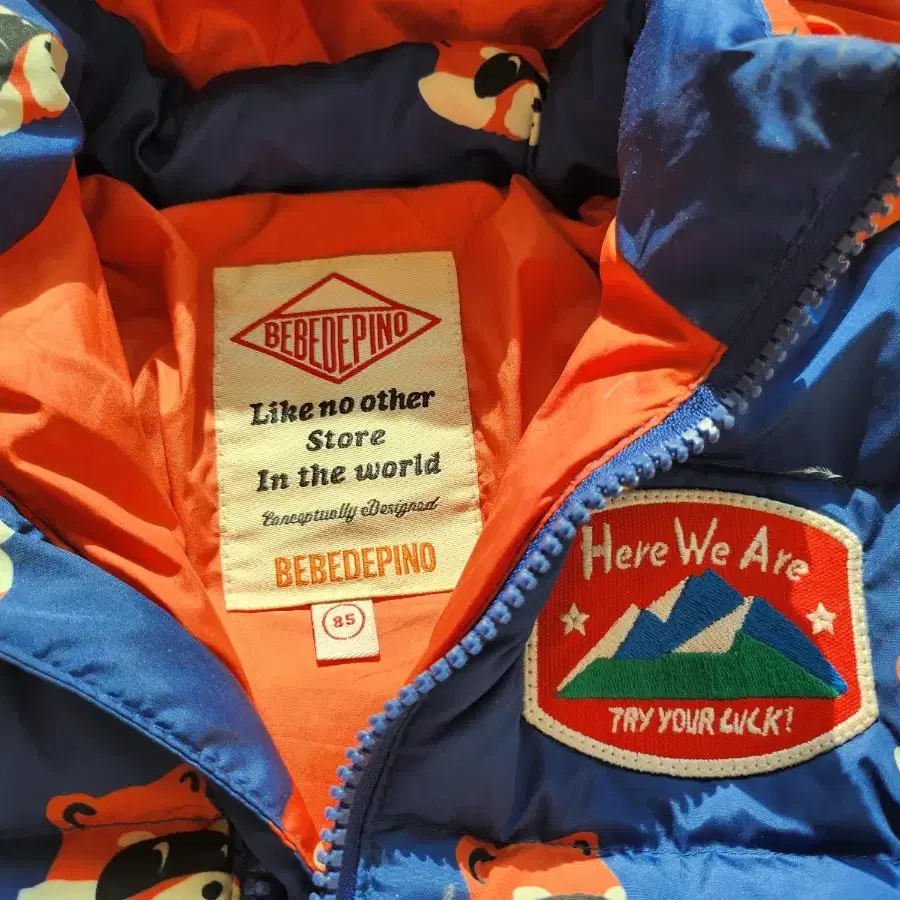 BEBEDEPINO
Like no other
Store
In the world
Conceptually Designed
BEBEDEPINO
85
Here We Are
TRY YOUR LUCK!